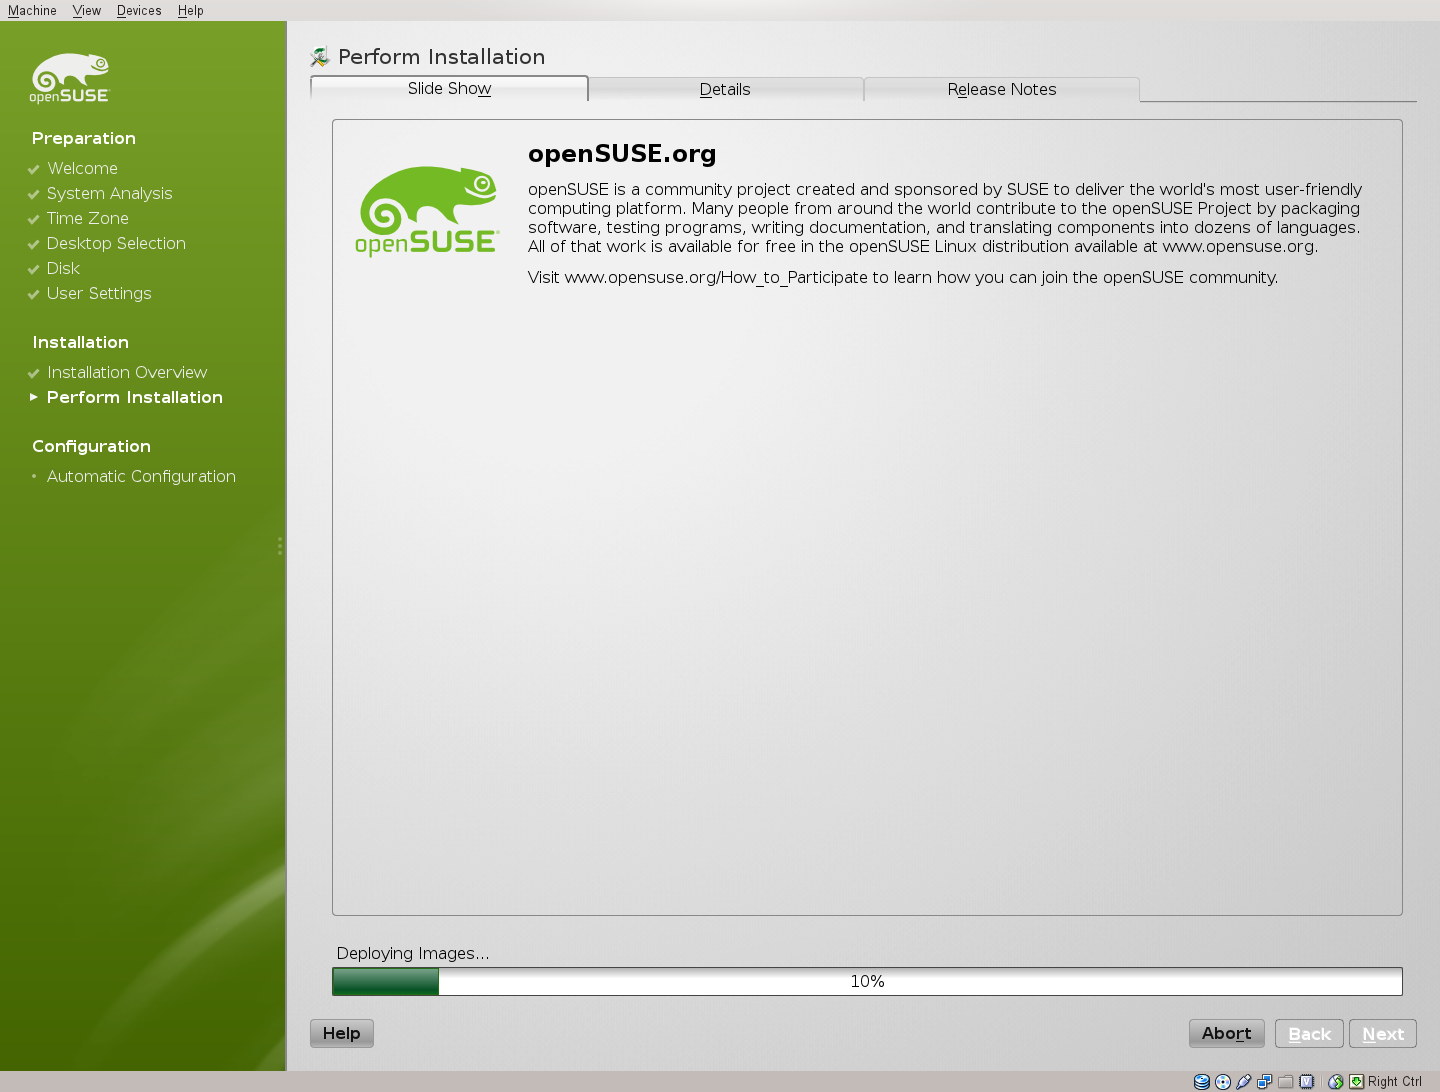 Machine View Devices Help
openSUSE
Preparation
Welcome
System Analysis
Time Zone
Desktop Selection
Disk
User Settings
Installation
Installation Overview
Perform Installation
Configuration
Automatic Configuration
Perform Installation
Slide Show Details Release Notes
openSUSE
openSUSE.org
openSUSE is a community project created and sponsored by SUSE to deliver the world's most user-friendly
computing platform. Many people from around the world contribute to the openSUSE Project by packaging
software, testing programs, writing documentation, and translating components into dozens of languages.
All of that work is available for free in the openSUSE Linux distribution available at www.opensuse.org.
Visit www.opensuse.org/How_to_Participate to learn how you can join the openSUSE community.
Deploying Images...
10%
Help Abort Back Next
Right Ctrl